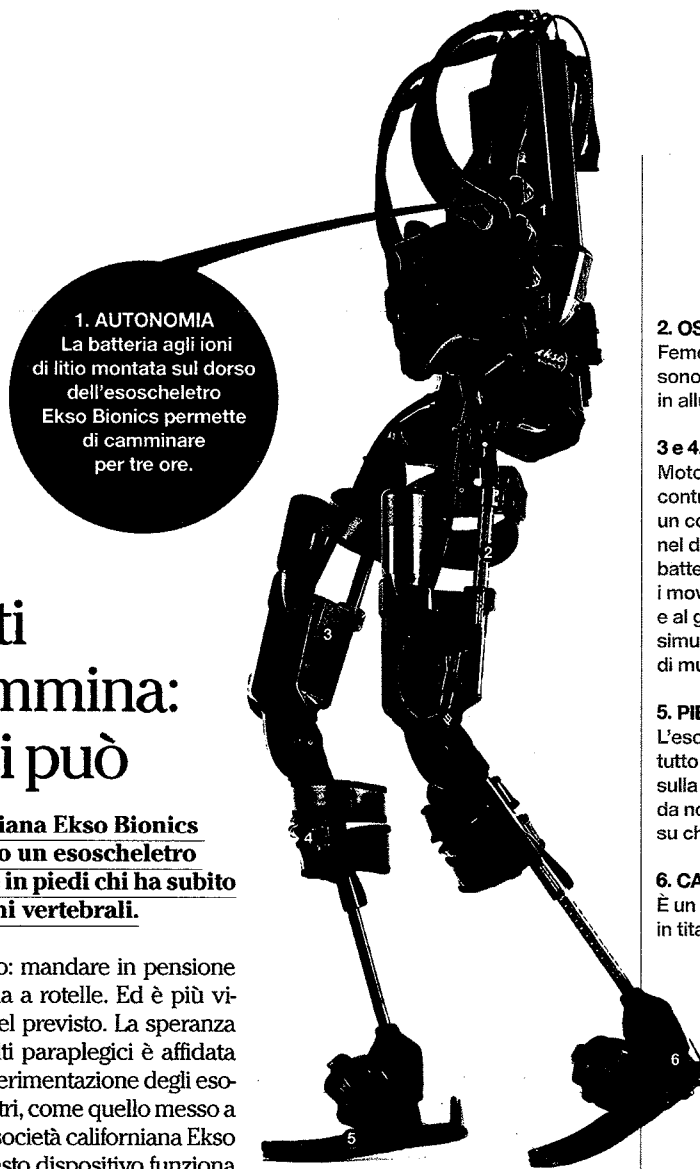 1. AUTONOMIA
La batteria agli ioni
di litio montata sul dorso
dell'esoscheletro
Ekso Bionics permette
di camminare
per tre ore.
1
ekso
2
3
4
5
6
ti
mmina:
i può
iana Ekso Bionics
o un esoscheletro
in piedi chi ha subito
ni vertebrali.
o: mandare in pensione
a a rotelle. Ed è più vi-
el previsto. La speranza
ti paraplegici è affidata
erimentazione degli eso-
tri, come quello messo a
società californiana Ekso
esto dispositivo funziona
2. OS
Feme
sono
in allu
3 e 4.
Moto
contr
un co
nel d
batte
i mov
e al g
simu
di mu
5. PIE
L'eso
tutto
sulla
da no
su ch
6. CA
È un
in tita